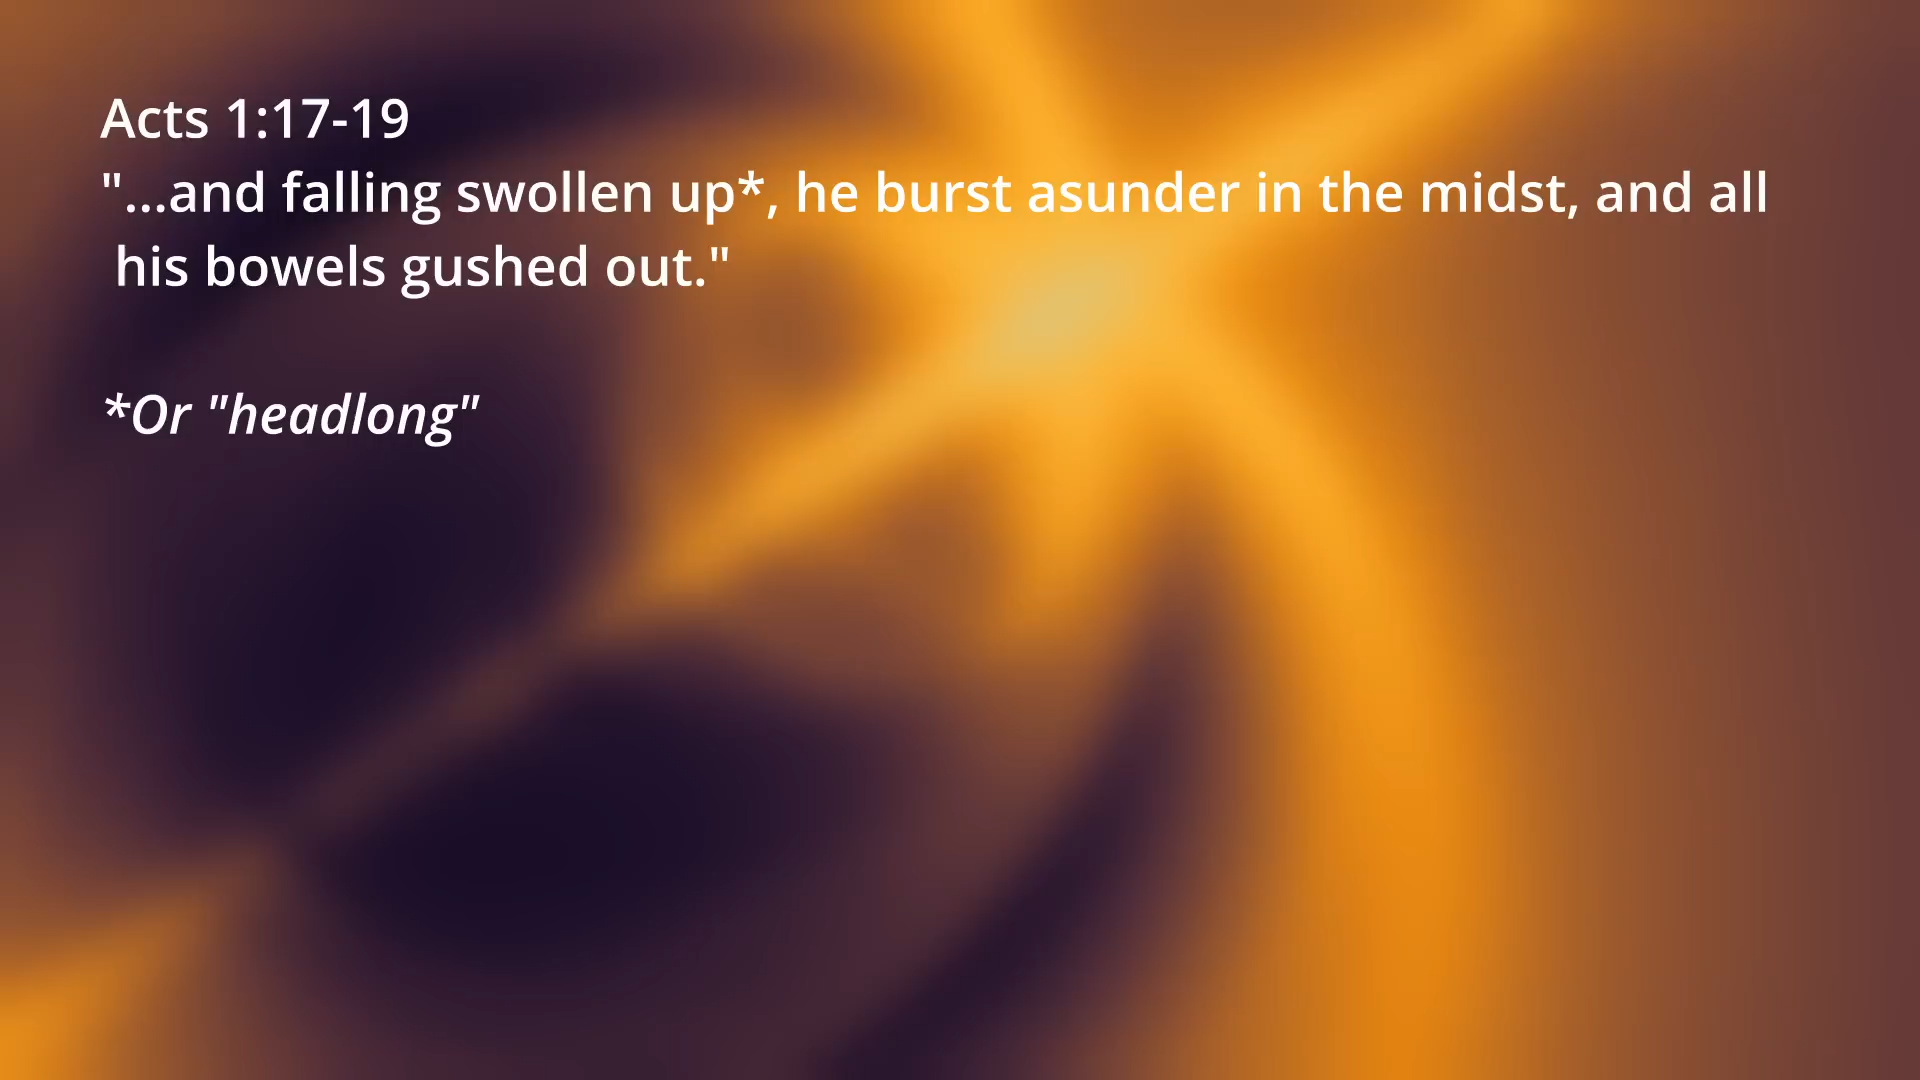 Acts 1:17-19
"...and falling swollen up*, he burst asunder in the midst, and all
his bowels gushed out."
*Or "headlong"